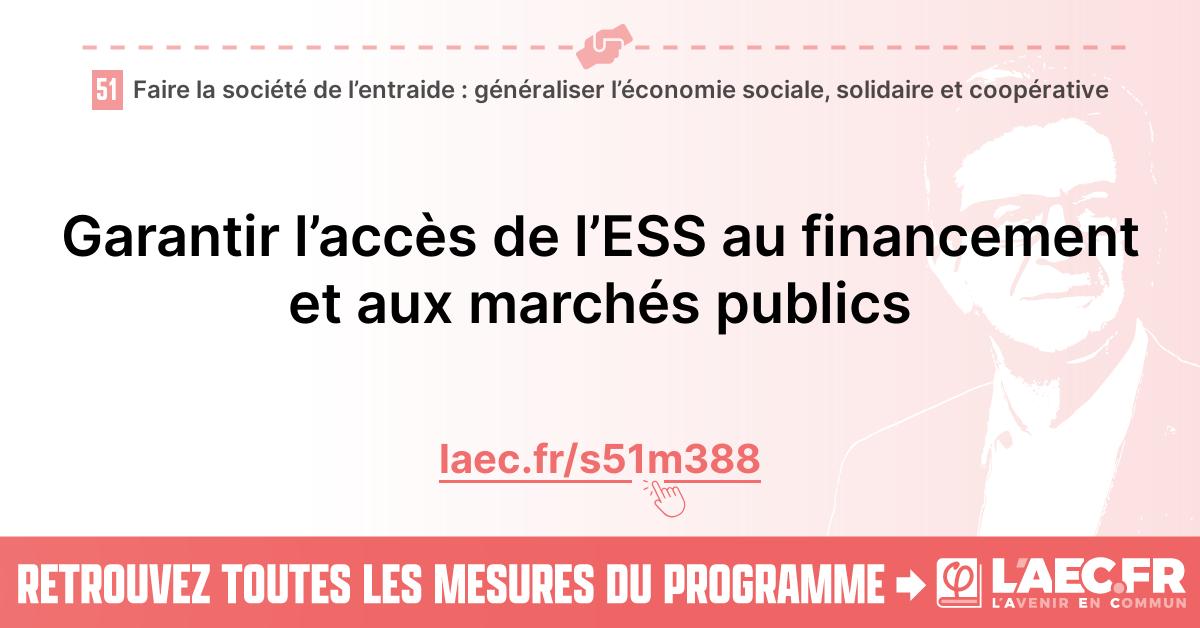 51 Faire la société de l’entraide : généraliser l’économie sociale, solidaire et coopérative
Garantir l’accès de l’ESS au financement
et aux marchés publics
laec.fr/s51m388
RETROUVEZ TOUTES LES MESURES DU PROGRAMME
φ L'AEC.FR
L'AVENIR EN COMMUN